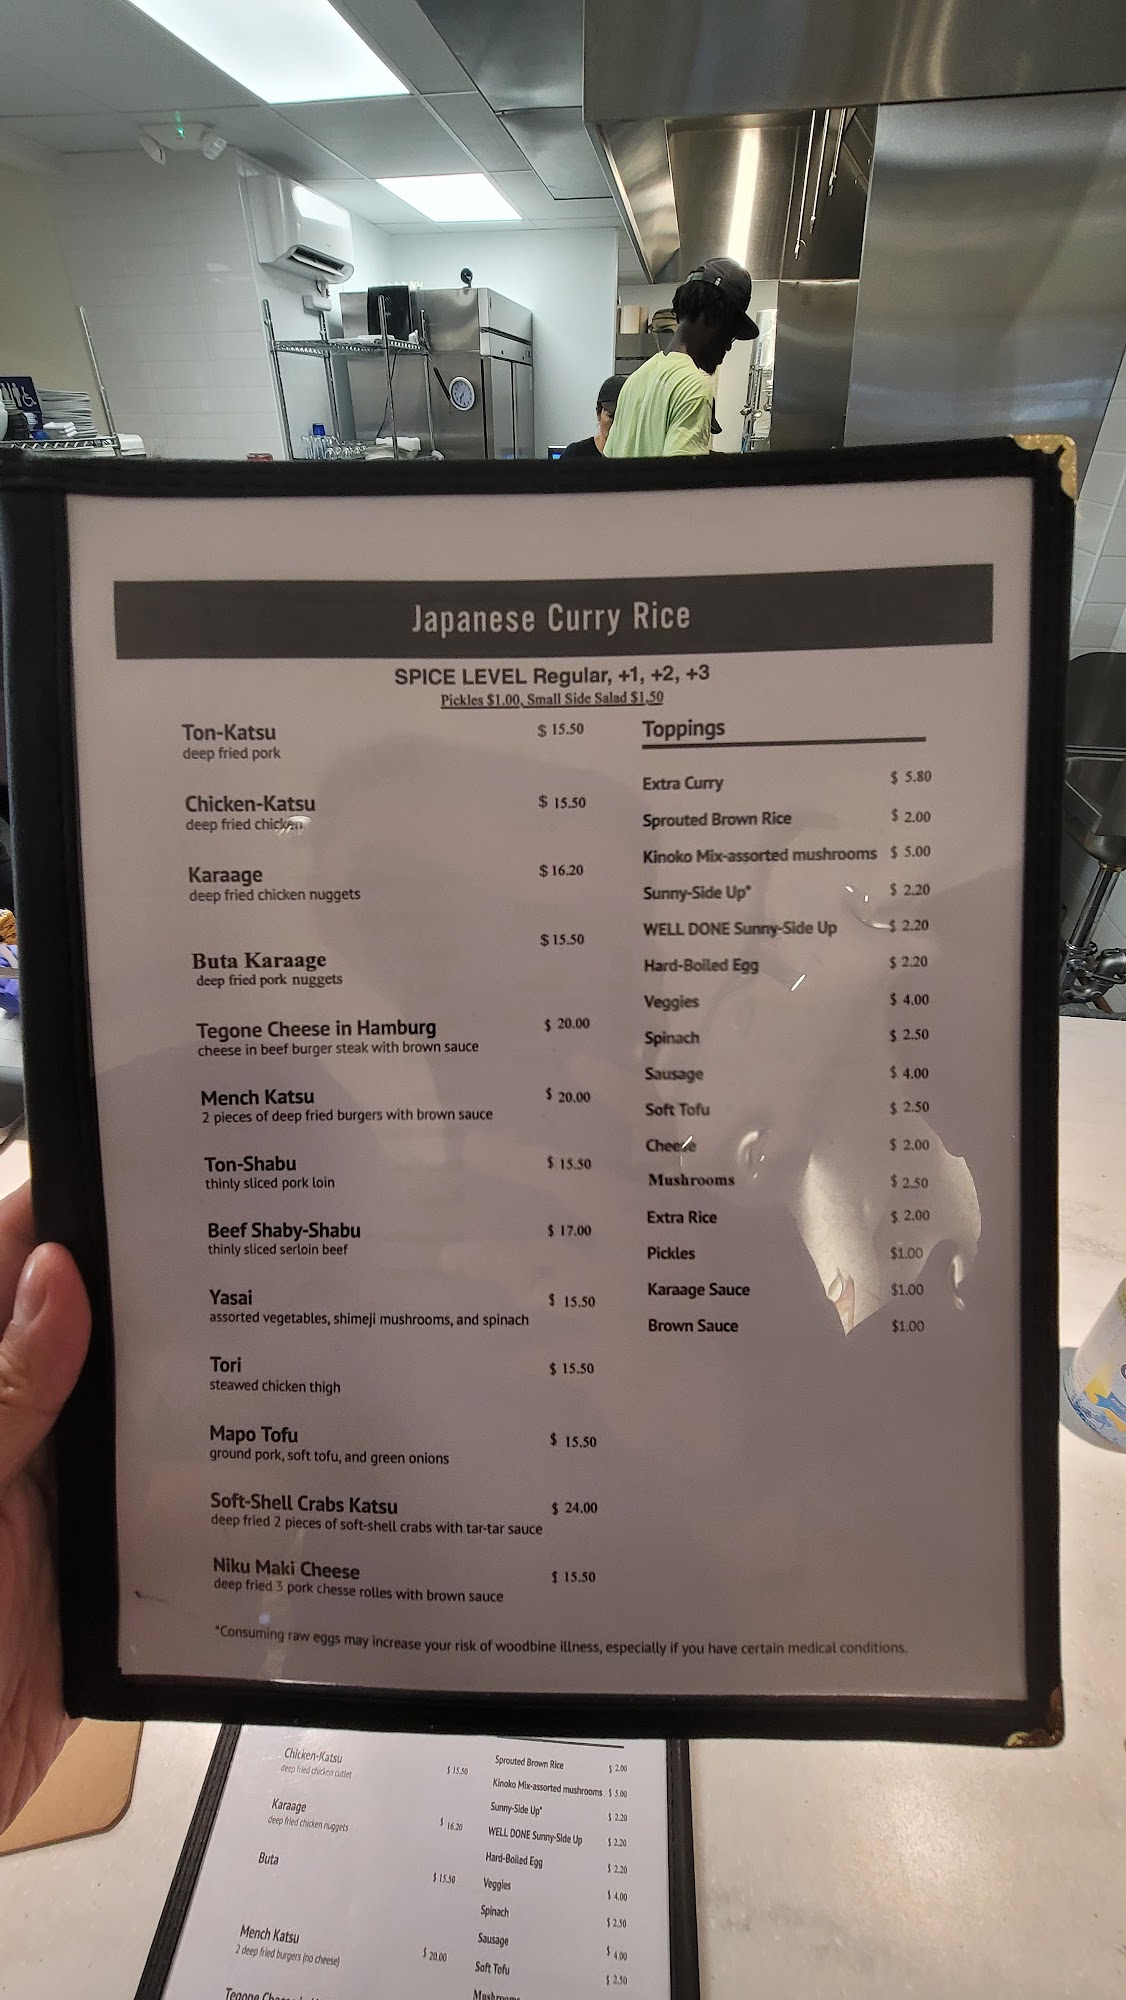 Japanese Curry Rice
SPICE LEVEL Regular, +1, +2, +3
Pickles $1.00, Small Side Salad $1.50
Ton-Katsu $ 15.50
deep fried pork
Chicken-Katsu $ 15.50
deep fried chicken
Karaage $ 16.20
deep fried chicken nuggets
Buta Karaage $ 15.50
deep fried pork nuggets
Tegone Cheese in Hamburg $ 20.00
cheese in beef burger steak with brown sauce
Mench Katsu $ 20.00
2 pieces of deep fried burgers with brown sauce
Ton-Shabu $ 15.50
thinly sliced pork loin
Beef Shaby-Shabu $ 17.00
thinly sliced serloin beef
Yasai $ 15.50
assorted vegetables, shimeji mushrooms, and spinach
Tori $ 15.50
steawed chicken thigh
Mapo Tofu $ 15.50
ground pork, soft tofu, and green onions
Soft-Shell Crabs Katsu $ 24.00
deep fried 2 pieces of soft-shell crabs with tar-tar sauce
Niku Maki Cheese $ 15.50
deep fried 3 pork chesse rolles with brown sauce
Toppings
Extra Curry $ 5.80
Sprouted Brown Rice $ 2.00
Kinoko Mix-assorted mushrooms $ 5.00
Sunny-Side Up* $ 2.20
WELL DONE Sunny-Side Up $ 2.20
Hard-Boiled Egg $ 2.20
Veggies $ 4.00
Spinach $ 2.50
Sausage $ 4.00
Soft Tofu $ 2.50
Cheese $ 2.00
Mushrooms $ 2.50
Extra Rice $ 2.00
Pickles $1.00
Karaage Sauce $1.00
Brown Sauce $1.00
*Consuming raw eggs may increase your risk of woodbine illness, especially if you have certain medical conditions.
Chicken-Katsu $ 15.50
deep fried chicken cutlet
Karaage $ 16.20
deep fried chicken nuggets
Buta $ 15.50
Mench Katsu $ 20.00
2 deep fried burgers (no cheese)
Tegone
Sprouted Brown Rice $ 2.00
Kinoko Mix-assorted mushrooms $ 5.00
Sunny-Side Up* $ 2.20
WELL DONE Sunny-Side Up $ 2.20
Hard-Boiled Egg $ 2.20
Veggies $ 4.00
Spinach $ 2.50
Sausage $ 4.00
Soft Tofu $ 2.50
Mushrooms